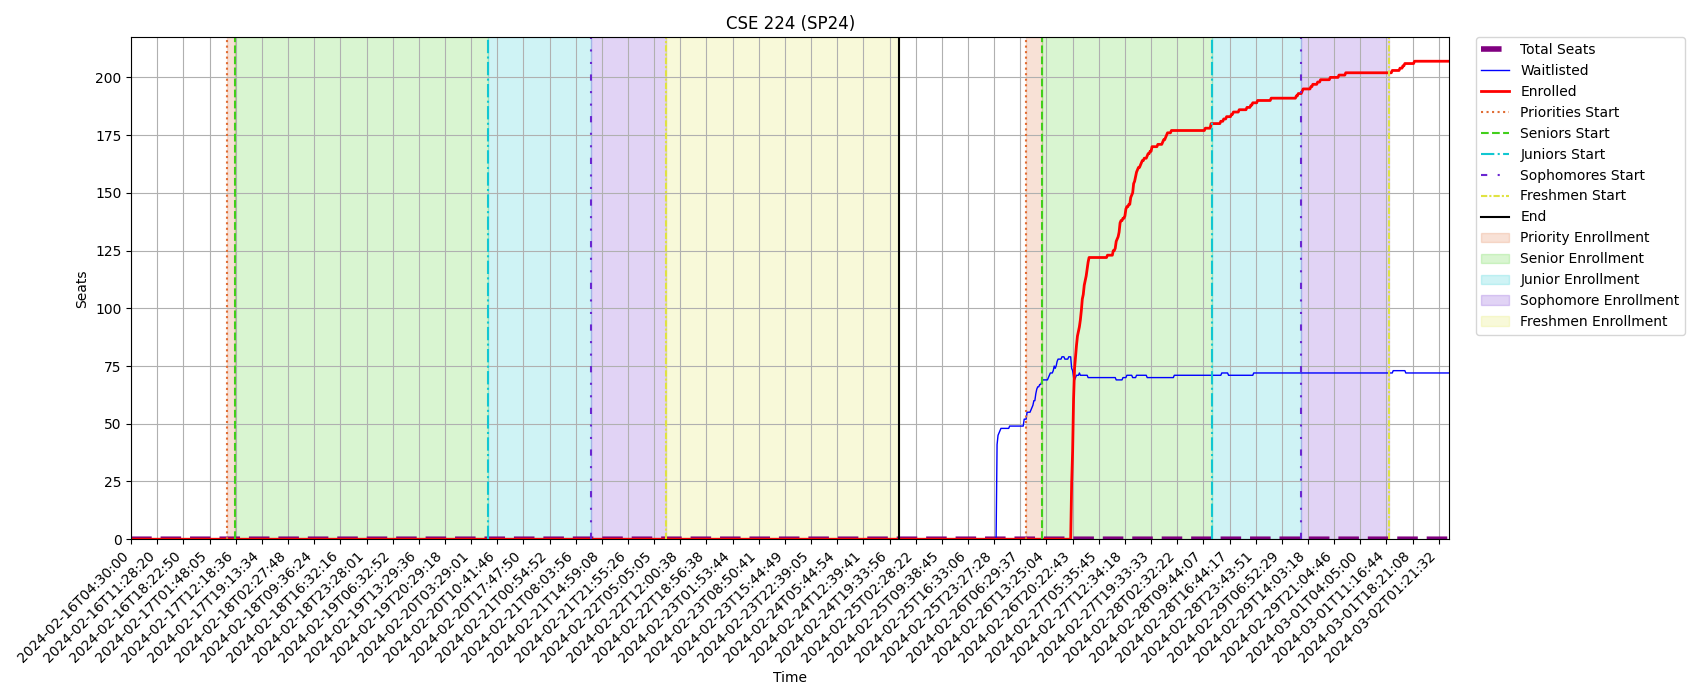 CSE 224 (SP24)
Seats
200
175
150
125
100
75
50
25
0
2024-02-16T04:30:00
2024-02-16T11:28:20
2024-02-16T18:22:50
2024-02-17T01:48:05
2024-02-17T12:18:36
2024-02-17T19:13:34
2024-02-18T02:27:48
2024-02-18T09:36:24
2024-02-18T16:32:16
2024-02-18T23:28:01
2024-02-19T06:32:52
2024-02-19T13:29:36
2024-02-19T20:29:18
2024-02-20T03:29:01
2024-02-20T10:41:46
2024-02-20T17:47:50
2024-02-21T00:54:52
2024-02-21T08:03:56
2024-02-21T14:59:08
2024-02-21T21:55:26
2024-02-22T05:05:05
2024-02-22T12:00:38
2024-02-22T18:56:38
2024-02-23T01:53:44
2024-02-23T08:50:41
2024-02-23T15:44:49
2024-02-23T22:39:05
2024-02-24T05:44:54
2024-02-24T12:39:41
2024-02-24T19:33:56
2024-02-25T02:28:22
2024-02-25T09:38:45
2024-02-25T16:33:06
2024-02-25T23:27:28
2024-02-26T06:29:37
2024-02-26T13:25:04
2024-02-26T20:22:43
2024-02-27T05:35:45
2024-02-27T12:34:18
2024-02-27T19:33:33
2024-02-28T02:32:22
2024-02-28T09:44:07
2024-02-28T16:44:17
2024-02-28T23:43:51
2024-02-29T06:52:29
2024-02-29T14:03:18
2024-02-29T21:04:46
2024-03-01T04:05:00
2024-03-01T11:16:44
2024-03-01T18:21:08
2024-03-02T01:21:32
Time
Total Seats
Waitlisted
Enrolled
Priorities Start
Seniors Start
Juniors Start
Sophomores Start
Freshmen Start
End
Priority Enrollment
Senior Enrollment
Junior Enrollment
Sophomore Enrollment
Freshmen Enrollment